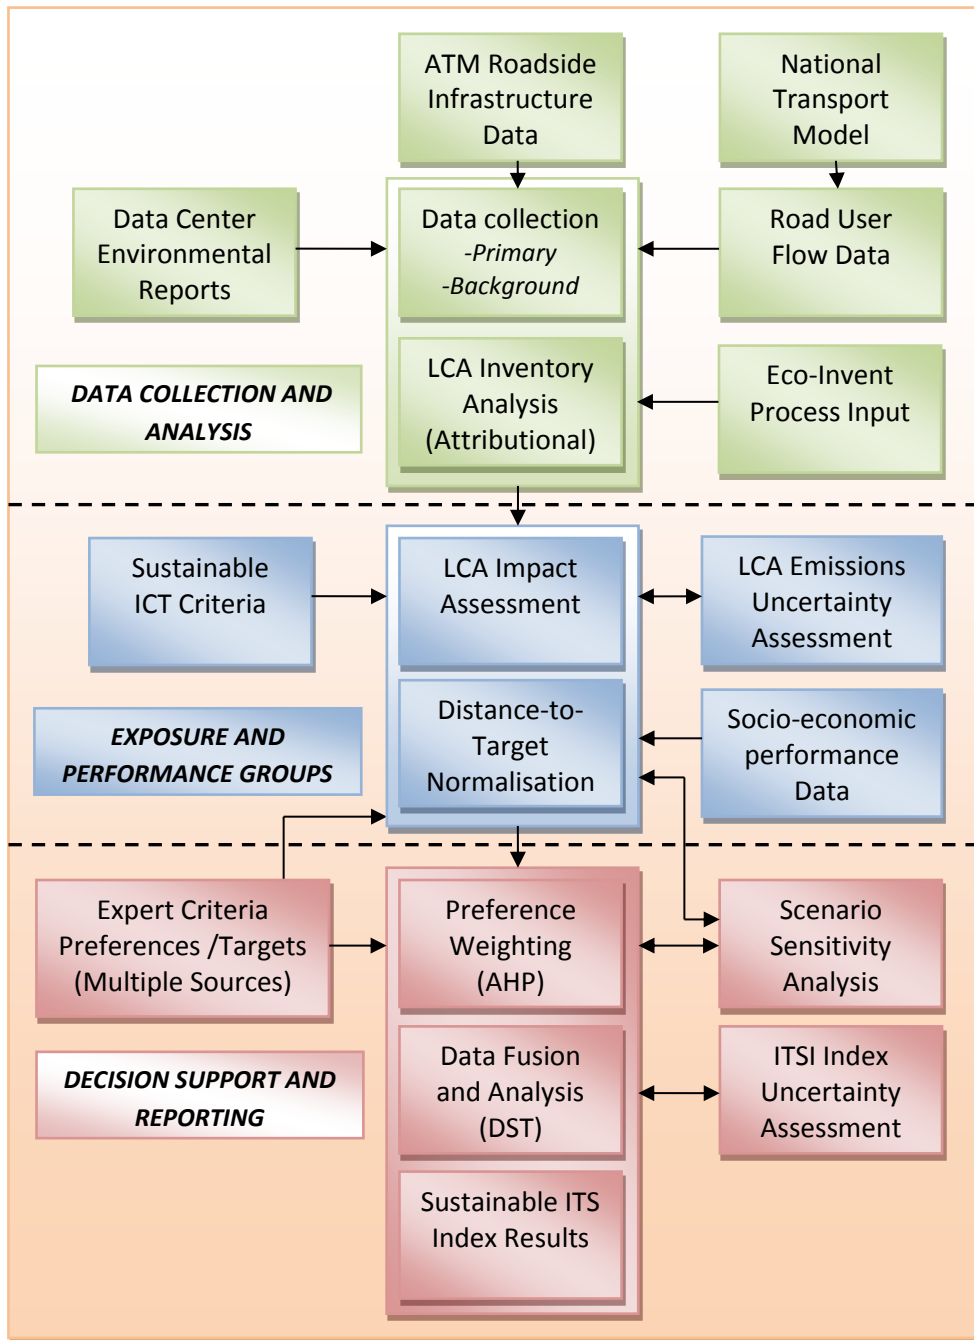 ATM Roadside
Infrastructure
Data
National
Transport
Model
Data Center
Environmental
Reports
Data collection
-Primary
-Background
Road User
Flow Data
LCA Inventory
Analysis
(Attributional)
Eco-Invent
Process Input
DATA COLLECTION AND
ANALYSIS
Sustainable
ICT Criteria
LCA Impact
Assessment
LCA Emissions
Uncertainty
Assessment
Distance-to-
Target
Normalisation
Socio-economic
performance
Data
EXPOSURE AND
PERFORMANCE GROUPS
Expert Criteria
Preferences /Targets
(Multiple Sources)
Preference
Weighting
(AHP)
Scenario
Sensitivity
Analysis
Data Fusion
and Analysis
(DST)
ITSI Index
Uncertainty
Assessment
DECISION SUPPORT AND
REPORTING
Sustainable ITS
Index Results